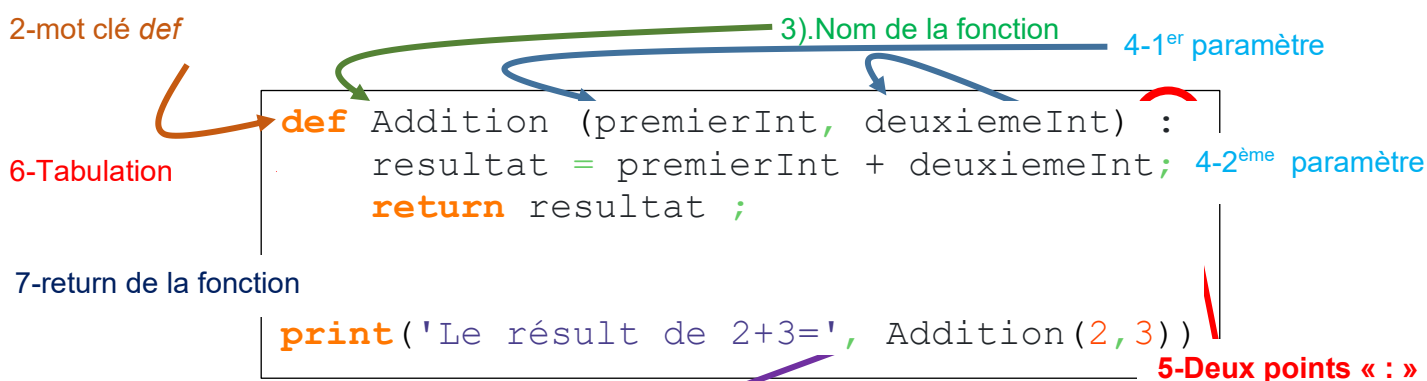 2-mot clé def
3).Nom de la fonction
4-1er paramètre
def Addition (premierInt, deuxiemeInt) :
6-Tabulation
resultat = premierInt + deuxiemeInt;
4-2ème paramètre
return resultat ;
7-return de la fonction
print('Le résult de 2+3=', Addition(2,3))
5-Deux points « : »